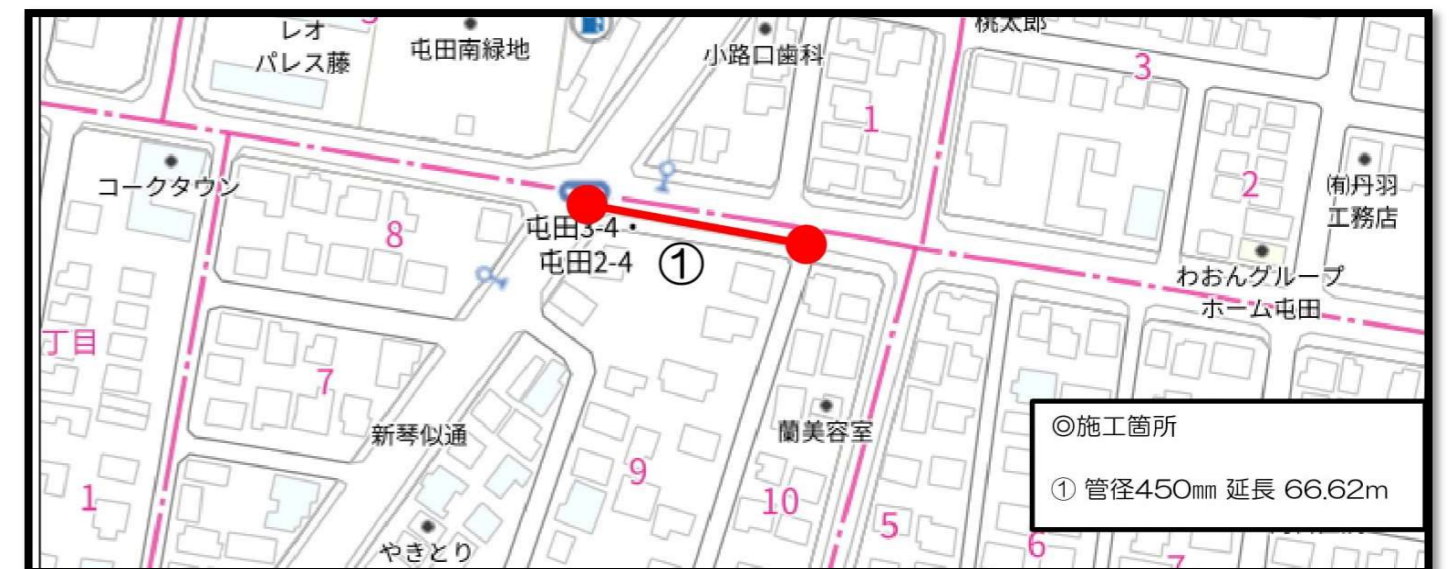 レオ
パレス藤
屯田南緑地
小路口歯科
桃太郎
3
1
コークタウン
8
屯田3-4・
屯田2-4
①
2
㈲丹羽
工務店
わおんグループ
ホーム屯田
丁目
7
新琴似通
蘭美容室
1
9
10
5
6
7
やきとり
◎施工箇所
① 管径450㎜ 延長 66.62m